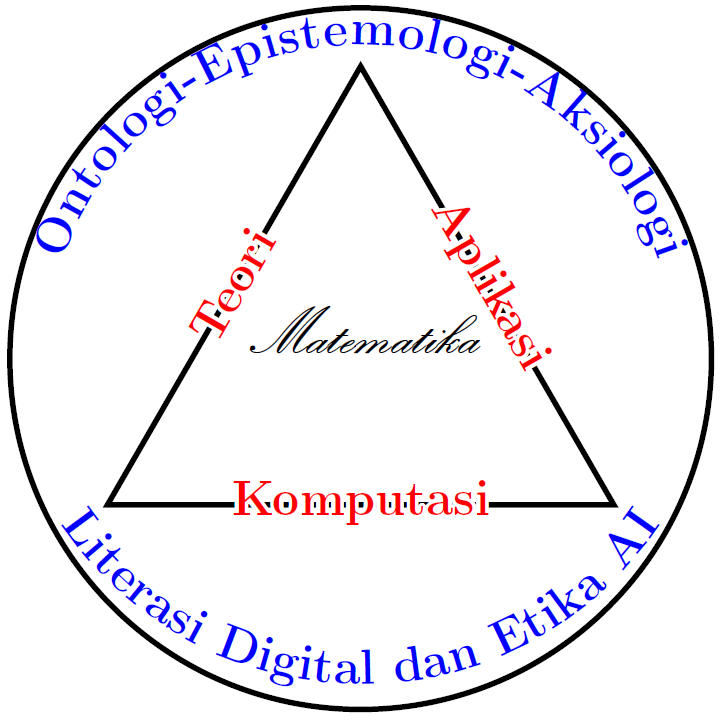 Ontologi-Epistemologi-Aksiologi
Teori
Aplikasi
Matematika
Komputasi
Literasi Digital dan Etika AI